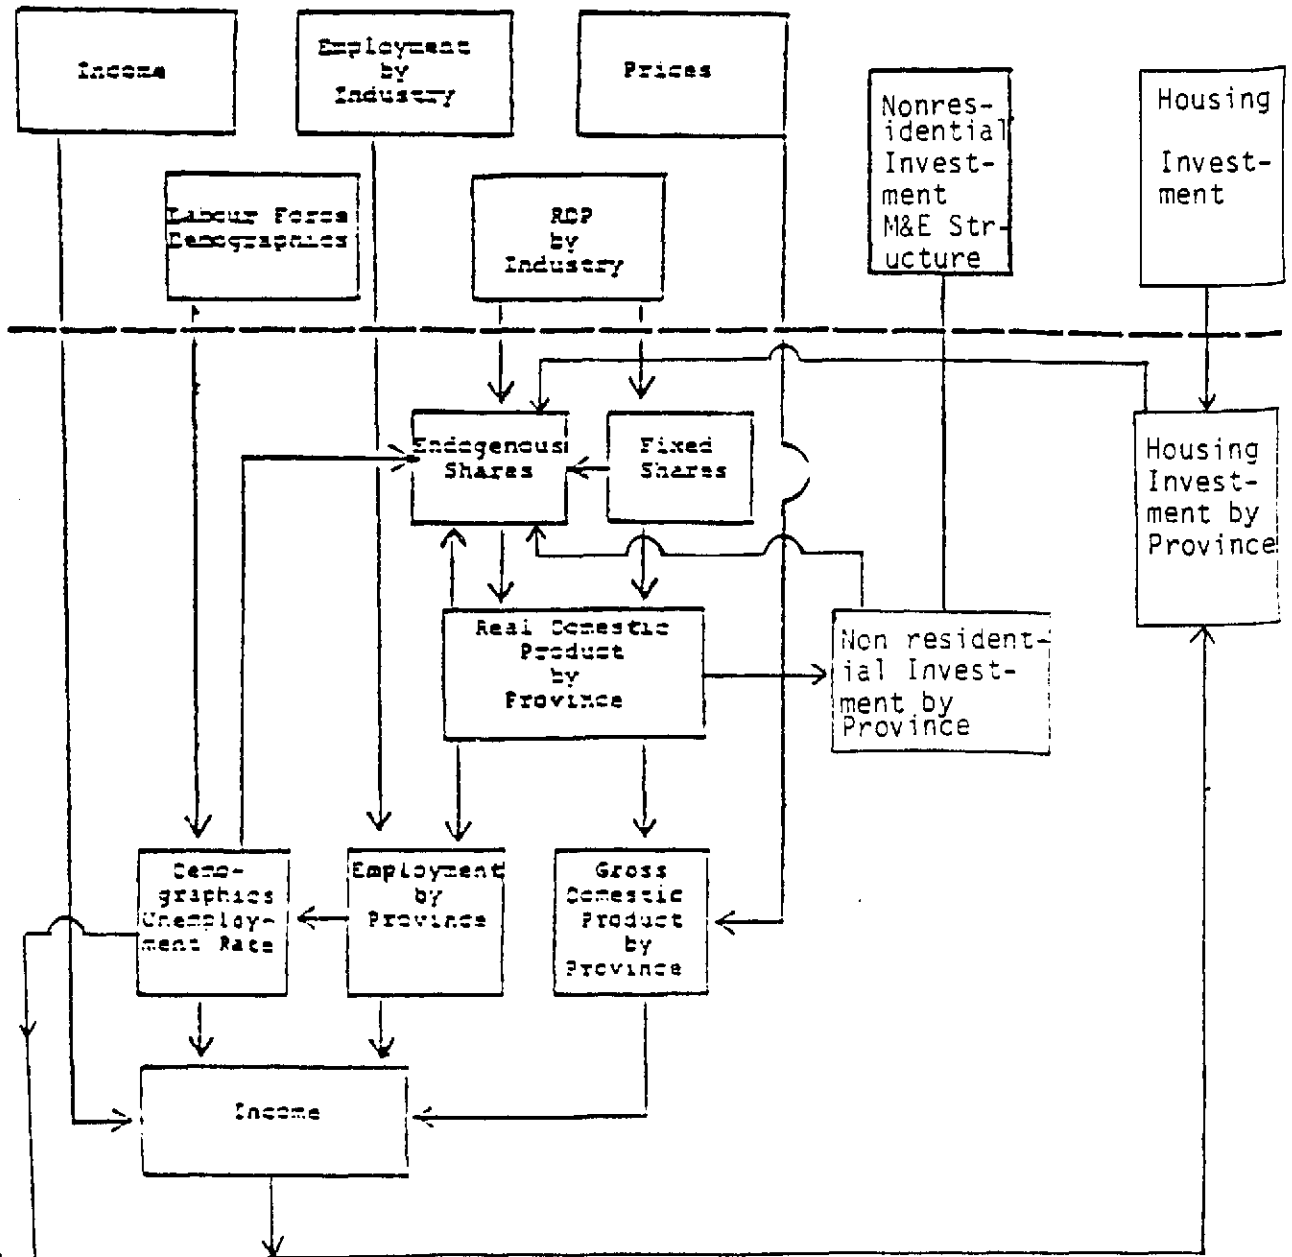 Income
Employment
by
Industry
Prices
Nonres-
idential
Invest-
ment
M&E Str-
ucture
Housing
Invest-
ment
Labour Force
Demographics
RDP
by
Industry
Endogenous
Shares
Fixed
Shares
Housing
Invest-
ment by
Province
Real Domestic
Product
by
Province
Non resident-
ial Invest-
ment by
Province
Demo-
graphics
Unemploy-
ment Rate
Employment
by
Province
Gross
Domestic
Product
by
Province
Income